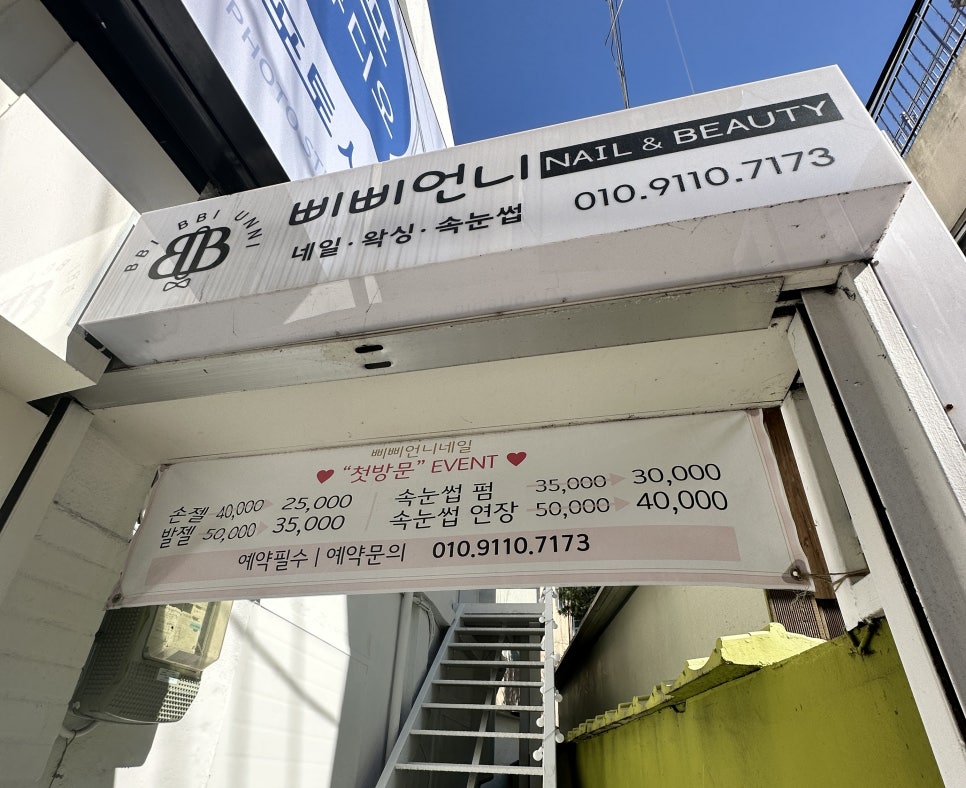 PHOTO
BBI BBI UNNI
삐삐언니 NAIL & BEAUTY
네일·왁싱·속눈썹 010.9110.7173
삐삐언니네일
"첫방문" EVENT
손젤 40,000 25,000 속눈썹 펌 35,000 30,000
발젤 50,000 35,000 속눈썹 연장 50,000 40,000
예약필수 | 예약문의 010.9110.7173